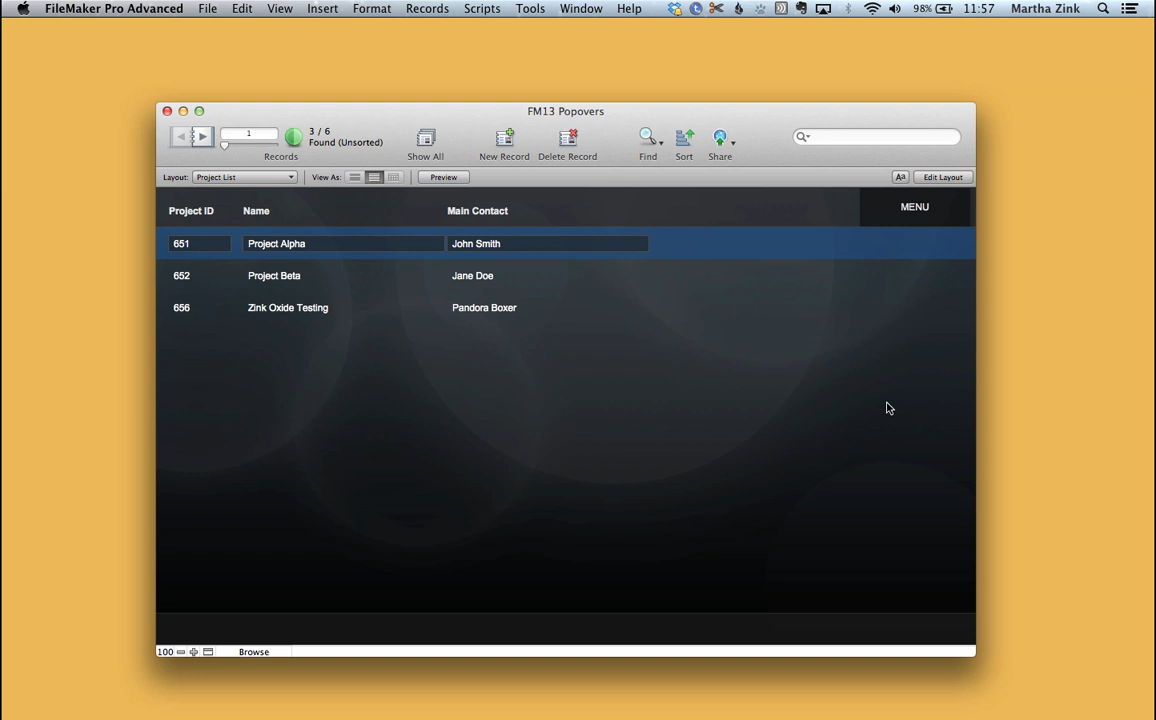 FileMaker Pro Advanced File Edit View Insert Format Records Scripts Tools Window Help 98% 11:57 Martha Zink
FM13 Popovers
1
3 / 6
Found (Unsorted)
Records Show All New Record Delete Record Find Sort Share
Layout: Project List View As: Preview Aa Edit Layout
Project ID Name Main Contact MENU
651 Project Alpha John Smith
652 Project Beta Jane Doe
656 Zink Oxide Testing Pandora Boxer
100 Browse